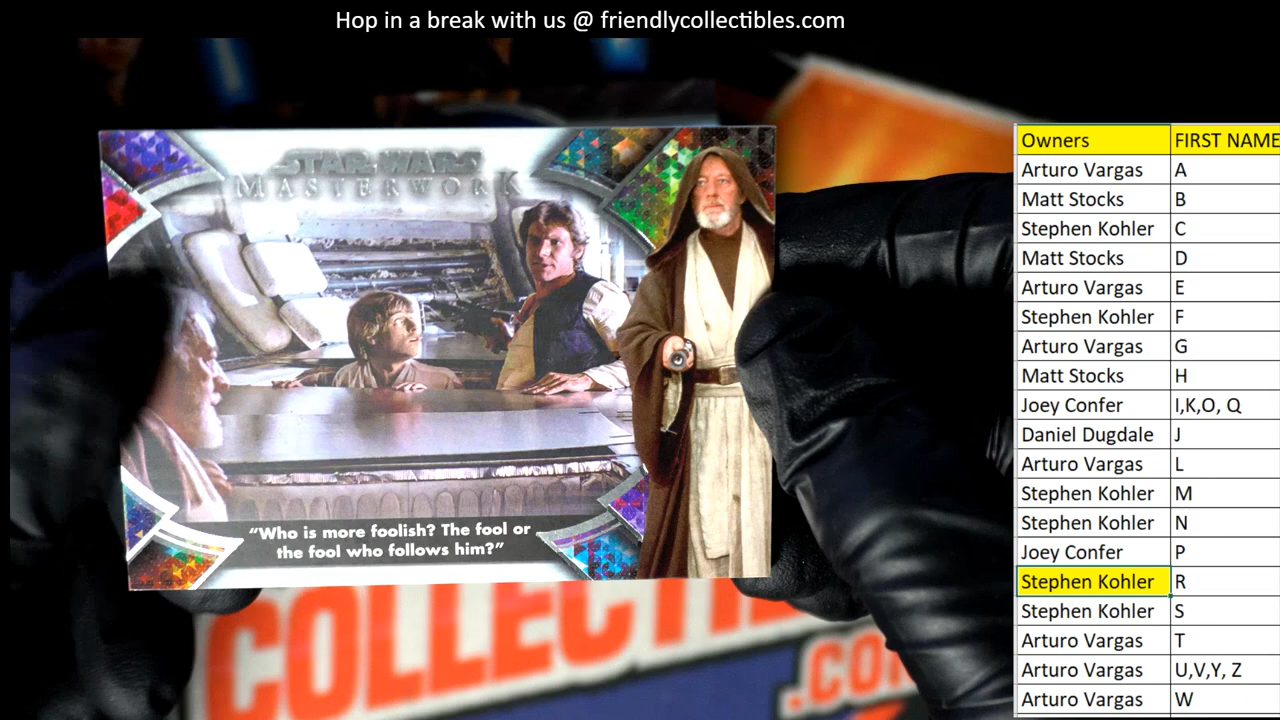 Hop in a break with us @ friendlycollectibles.com
STAR WARS
MASTERWORK
"Who is more foolish? The fool or
the fool who follows him?"
COLLECTI
.CO
Owners FIRST NAME
Arturo Vargas A
Matt Stocks B
Stephen Kohler C
Matt Stocks D
Arturo Vargas E
Stephen Kohler F
Arturo Vargas G
Matt Stocks H
Joey Confer I,K,O, Q
Daniel Dugdale J
Arturo Vargas L
Stephen Kohler M
Stephen Kohler N
Joey Confer P
Stephen Kohler R
Stephen Kohler S
Arturo Vargas T
Arturo Vargas U,V,Y, Z
Arturo Vargas W